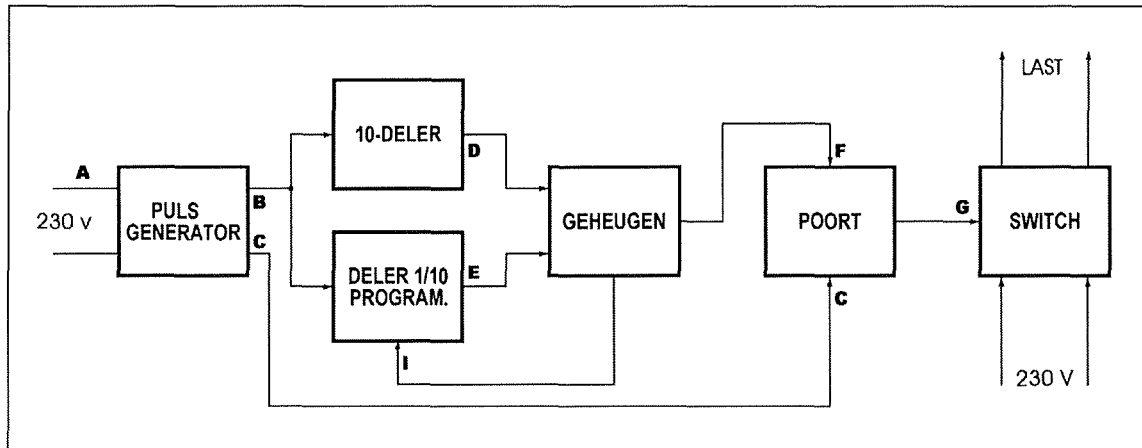 A
230 v
PULS
GENERATOR
B
C
10-DELER
D
DELER 1/10
PROGRAM.
E
I
GEHEUGEN
F
POORT
C
G
LAST
SWITCH
230 V